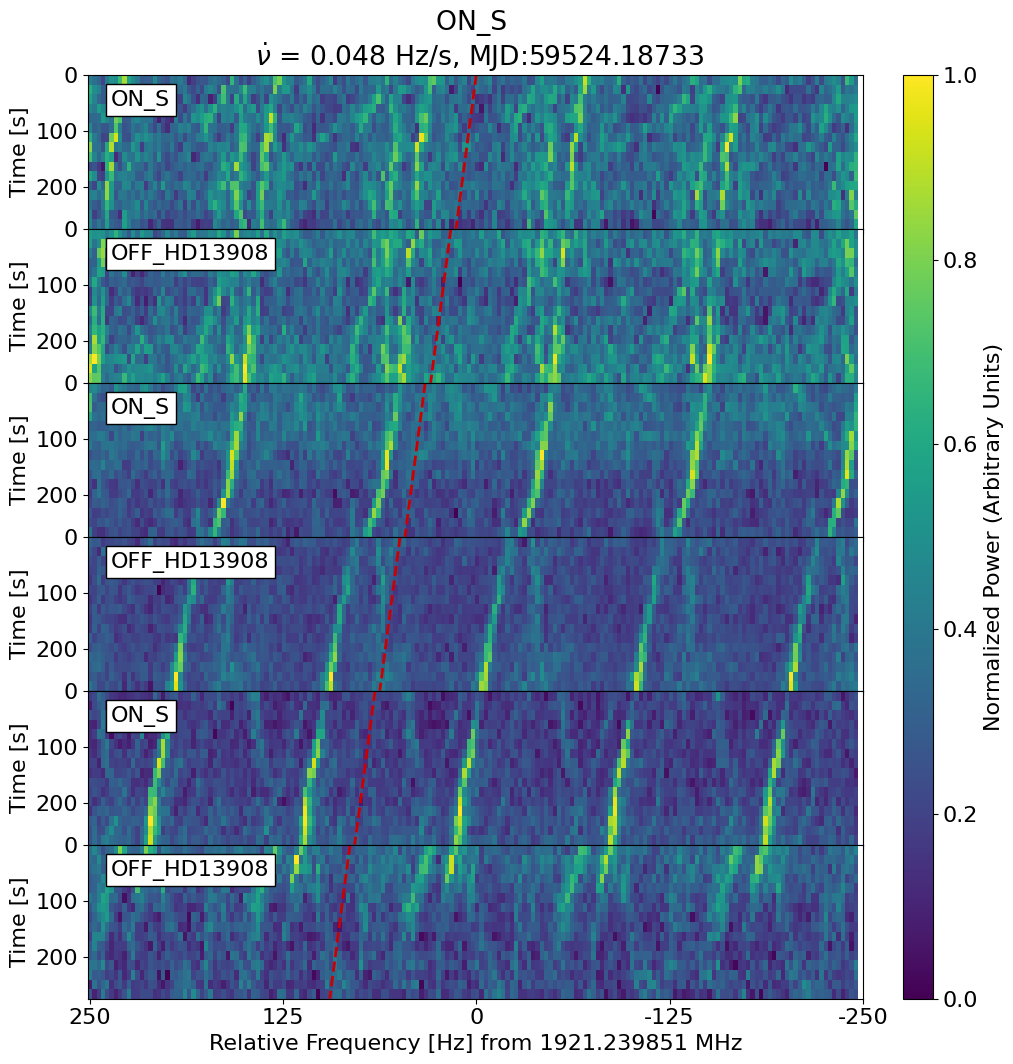 ON_S
ν̇ = 0.048 Hz/s, MJD:59524.18733
0
100
200
Time [s]
ON_S
0
100
200
Time [s]
OFF_HD13908
0
100
200
Time [s]
ON_S
0
100
200
Time [s]
OFF_HD13908
0
100
200
Time [s]
ON_S
0
100
200
Time [s]
OFF_HD13908
250 125 0 -125 -250
Relative Frequency [Hz] from 1921.239851 MHz
1.0
0.8
0.6
0.4
0.2
0.0
Normalized Power (Arbitrary Units)